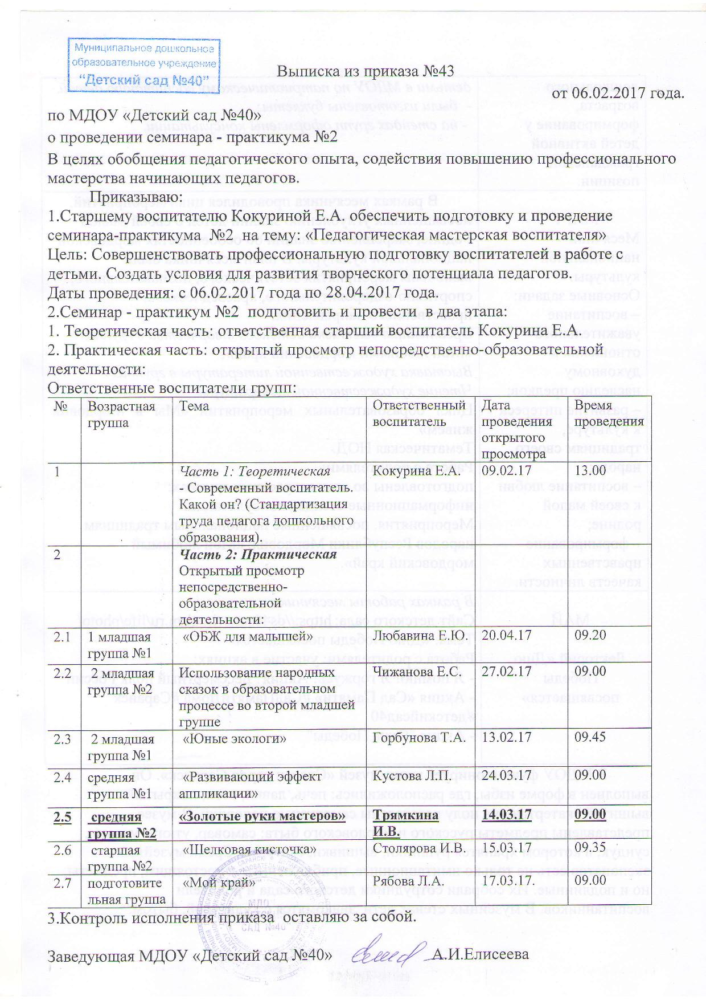 Муниципальное дошкольное
образовательное учреждение
"Детский сад №40"
Выписка из приказа №43
от 06.02.2017 года.
по МДОУ «Детский сад №40»
о проведении семинара - практикума №2
В целях обобщения педагогического опыта, содействия повышению профессионального
мастерства начинающих педагогов.
Приказываю:
1.Старшему воспитателю Кокуриной Е.А. обеспечить подготовку и проведение
семинара-практикума №2 на тему: «Педагогическая мастерская воспитателя»
Цель: Совершенствовать профессиональную подготовку воспитателей в работе с
детьми. Создать условия для развития творческого потенциала педагогов.
Даты проведения: с 06.02.2017 года по 28.04.2017 года.
2.Семинар - практикум №2 подготовить и провести в два этапа:
1. Теоретическая часть: ответственная старший воспитатель Кокурина Е.А.
2. Практическая часть: открытый просмотр непосредственно-образовательной
деятельности:
Ответственные воспитатели групп:
№ Возрастная Тема Ответственный Дата Время
группа воспитатель проведения проведения
открытого
просмотра
1 Часть 1: Теоретическая Кокурина Е.А. 09.02.17 13.00
- Современный воспитатель.
Какой он? (Стандартизация
труда педагога дошкольного
образования).
2 Часть 2: Практическая
Открытый просмотр
непосредственно-
образовательной
деятельности:
2.1 1 младшая «ОБЖ для малышей» Любавина Е.Ю. 20.04.17 09.20
группа №1
2.2 2 младшая Использование народных Чижанова Е.С. 27.02.17 09.00
группа №2 сказок в образовательном
процессе во второй младшей
группе
2.3 2 младшая «Юные экологи» Горбунова Т.А. 13.02.17 09.45
группа №1
2.4 средняя «Развивающий эффект Кустова Л.П. 24.03.17 09.00
группа №1 аппликации»
2.5 средняя «Золотые руки мастеров» Трямкина 14.03.17 09.00
группа №2 И.В.
2.6 старшая «Шелковая кисточка» Столярова И.В. 15.03.17 09.35
группа №2
2.7 подготовите «Мой край» Рябова Л.А. 17.03.17. 09.00
льная группа
3.Контроль исполнения приказа оставляю за собой.
Заведующая МДОУ «Детский сад №40» А.И.Елисеева